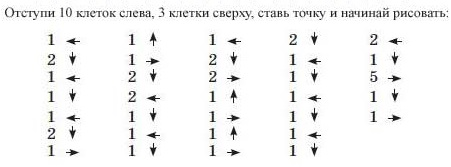 Отступи 10 клеток слева, 3 клетки сверху, ставь точку и начинай рисовать:
1 ← 1 ↑ 1 ← 2 ↓ 2 ←
2 ↓ 1 → 2 ↓ 1 ← 1 ↓
1 ← 2 ↓ 2 → 1 ↓ 5 →
1 ↓ 2 ← 1 ↑ 1 ← 1 ↓
1 ← 1 ↓ 1 → 1 ↓ 1 →
2 ↓ 1 ← 1 ↑ 1 ←
1 → 1 ↓ 1 → 1 ↓